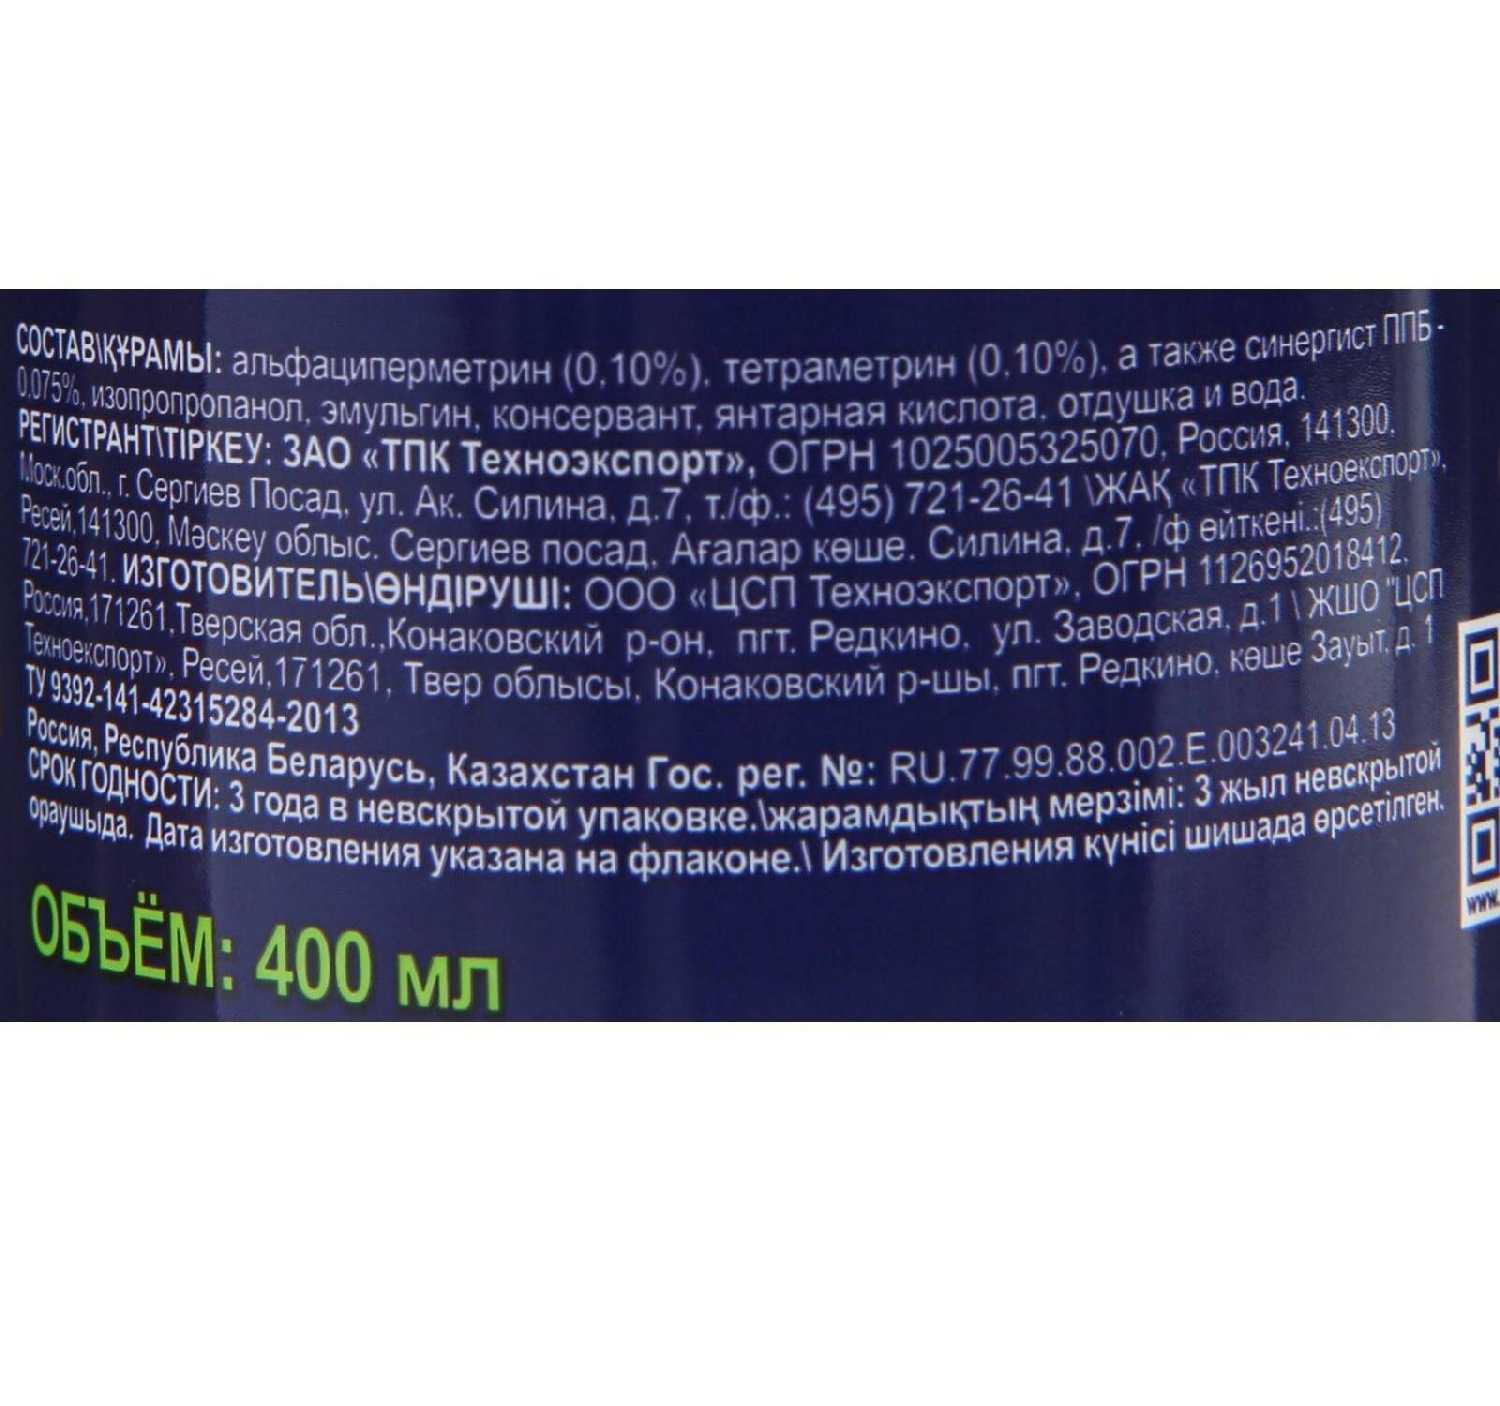 СОСТАВ\ҚҰРАМЫ: альфациперметрин (0,10%), тетраметрин (0,10%), а также синергист ППБ -
0,075%, изопропропанол, эмульгин, консервант, янтарная кислота, отдушка и вода.
РЕГИСТРАНТ\ТІРКЕУ: ЗАО «ТПК Техноэкспорт», ОГРН 1025005325070, Россия, 141300,
Моск.обл., г. Сергиев Посад, ул. Ак. Силина, д.7, т./ф.: (495) 721-26-41 \ЖАҚ «ТПК Техноекспорт»,
Ресей,141300, Мәскеу облыс. Сергиев посад, Ағалар көше. Силина, д.7, /ф өйткені.:(495)
721-26-41. ИЗГОТОВИТЕЛЬ\ӨНДІРУШІ: ООО «ЦСП Техноэкспорт», ОГРН 1126952018412,
Россия,171261,Тверская обл.,Конаковский р-он, пгт. Редкино, ул. Заводская, д.1 \ ЖШО "ЦСП
Техноекспорт», Ресей,171261, Твер облысы, Конаковский р-шы, пгт. Редкино, көше Зауыт, д. 1
ТУ 9392-141-42315284-2013
Россия, Республика Беларусь, Казахстан Гос. рег. №: RU.77.99.88.002.Е.003241.04.13
СРОК ГОДНОСТИ: 3 года в невскрытой упаковке.\жарамдықтың мерзімі: 3 жыл невскрытой
ораушыда. Дата изготовления указана на флаконе.\ Изготовления күнісі шишада өрсетілген.
ОБЪЁМ: 400 мл
www.